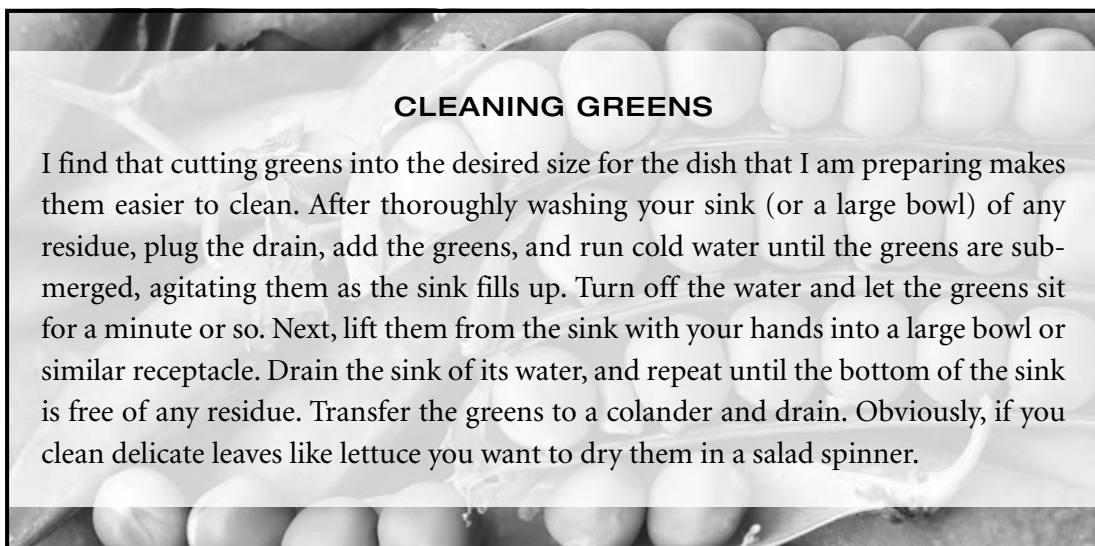 CLEANING GREENS
I find that cutting greens into the desired size for the dish that I am preparing makes
them easier to clean. After thoroughly washing your sink (or a large bowl) of any
residue, plug the drain, add the greens, and run cold water until the greens are sub-
merged, agitating them as the sink fills up. Turn off the water and let the greens sit
for a minute or so. Next, lift them from the sink with your hands into a large bowl or
similar receptacle. Drain the sink of its water, and repeat until the bottom of the sink
is free of any residue. Transfer the greens to a colander and drain. Obviously, if you
clean delicate leaves like lettuce you want to dry them in a salad spinner.